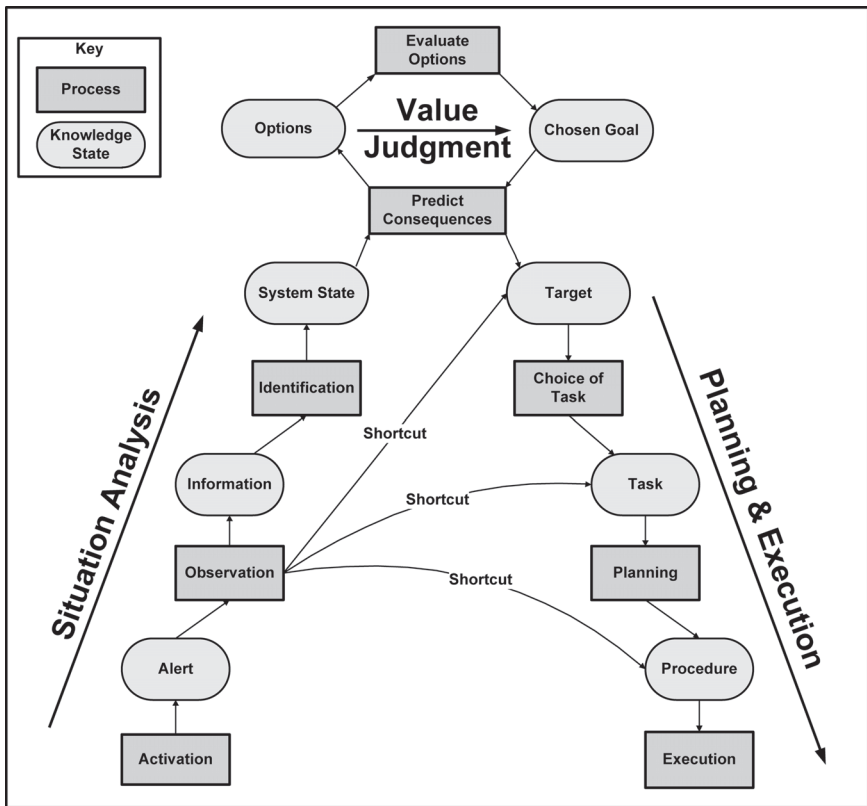 Key
Process
Knowledge
State
Evaluate
Options
Options
Value
Judgment
Chosen Goal
Predict
Consequences
System State
Target
Identification
Choice of
Task
Shortcut
Information
Shortcut
Task
Observation
Shortcut
Planning
Alert
Procedure
Activation
Execution
Situation Analysis
Planning & Execution